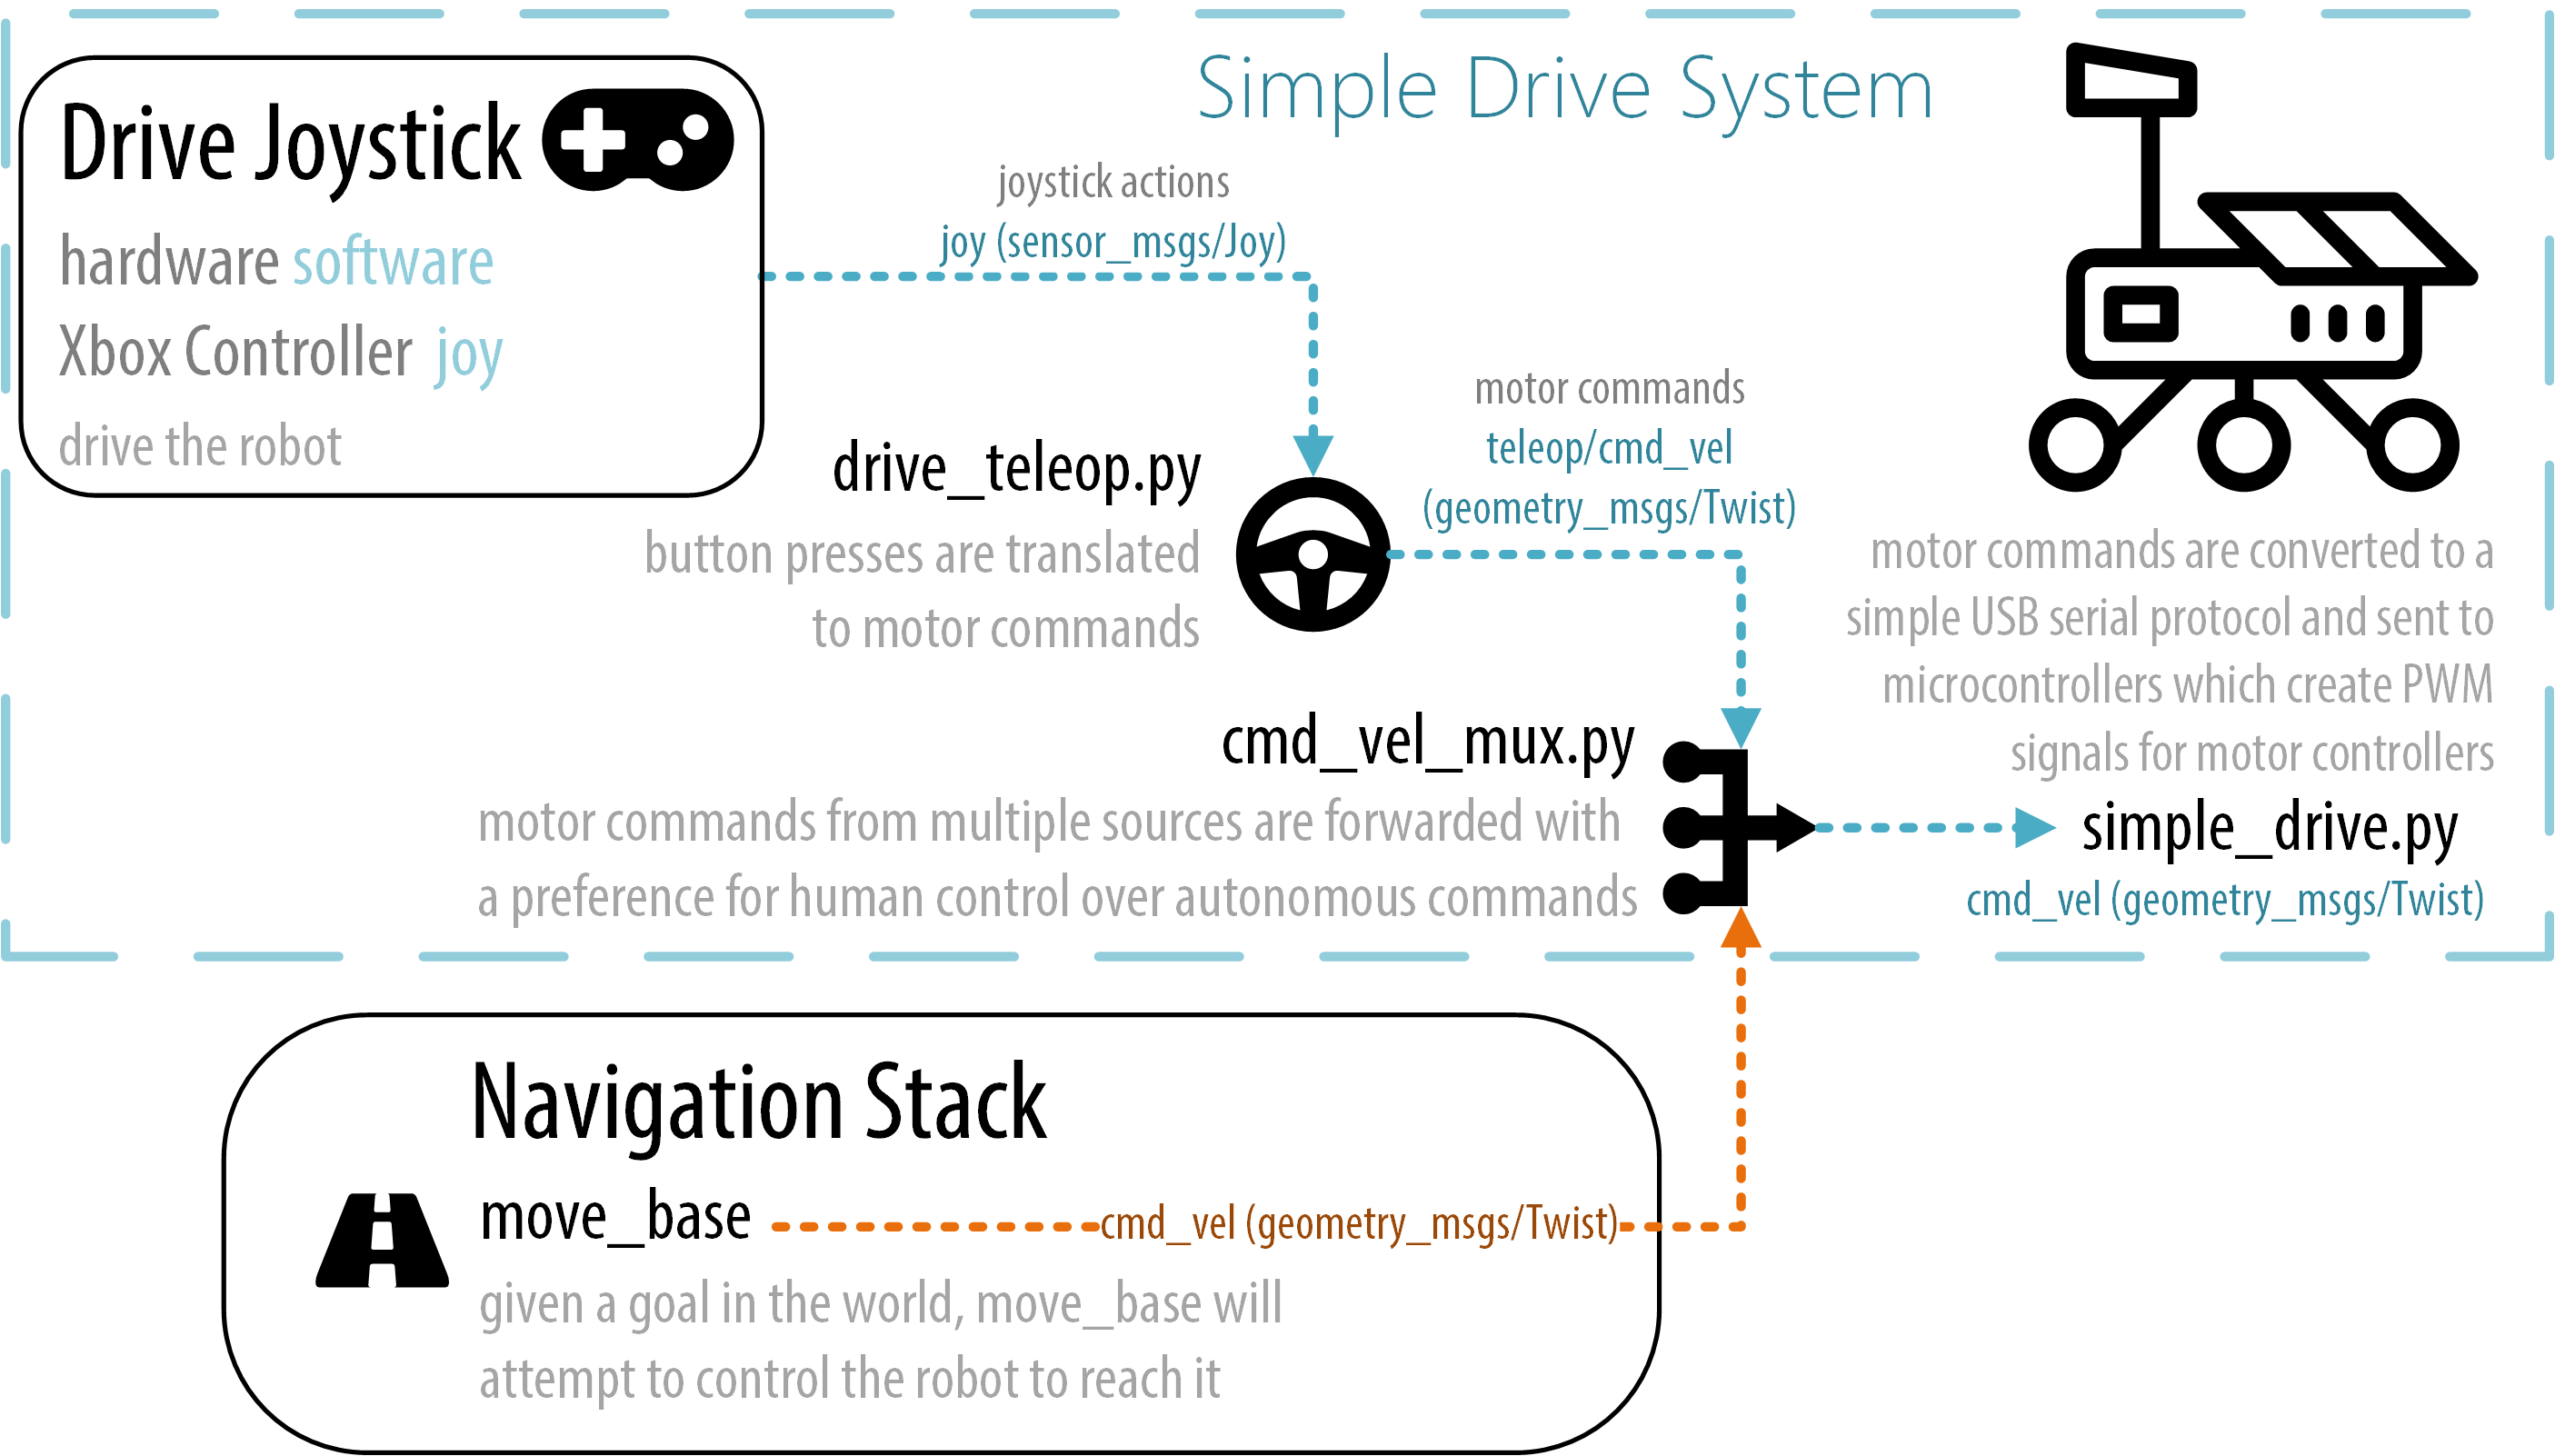 Simple Drive System
Drive Joystick
hardware software
Xbox Controller joy
drive the robot
joystick actions
joy (sensor_msgs/Joy)
drive_teleop.py
button presses are translated
to motor commands
motor commands
teleop/cmd_vel
(geometry_msgs/Twist)
cmd_vel_mux.py
motor commands from multiple sources are forwarded with
a preference for human control over autonomous commands
motor commands are converted to a
simple USB serial protocol and sent to
microcontrollers which create PWM
signals for motor controllers
simple_drive.py
cmd_vel (geometry_msgs/Twist)
Navigation Stack
move_base
cmd_vel (geometry_msgs/Twist)
given a goal in the world, move_base will
attempt to control the robot to reach it